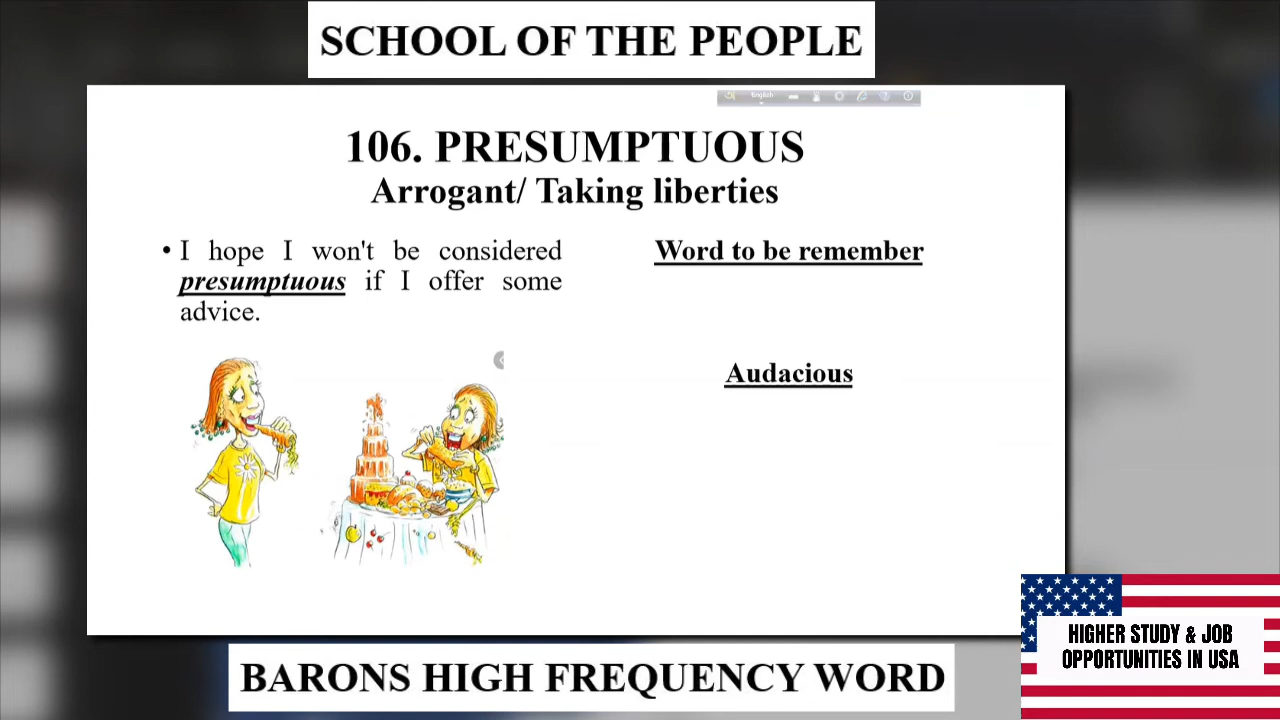 SCHOOL OF THE PEOPLE
English
106. PRESUMPTUOUS
Arrogant/ Taking liberties
• I hope I won't be considered
presumptuous if I offer some
advice.
Word to be remember
Audacious
HIGHER STUDY & JOB
OPPORTUNITIES IN USA
BARONS HIGH FREQUENCY WORD